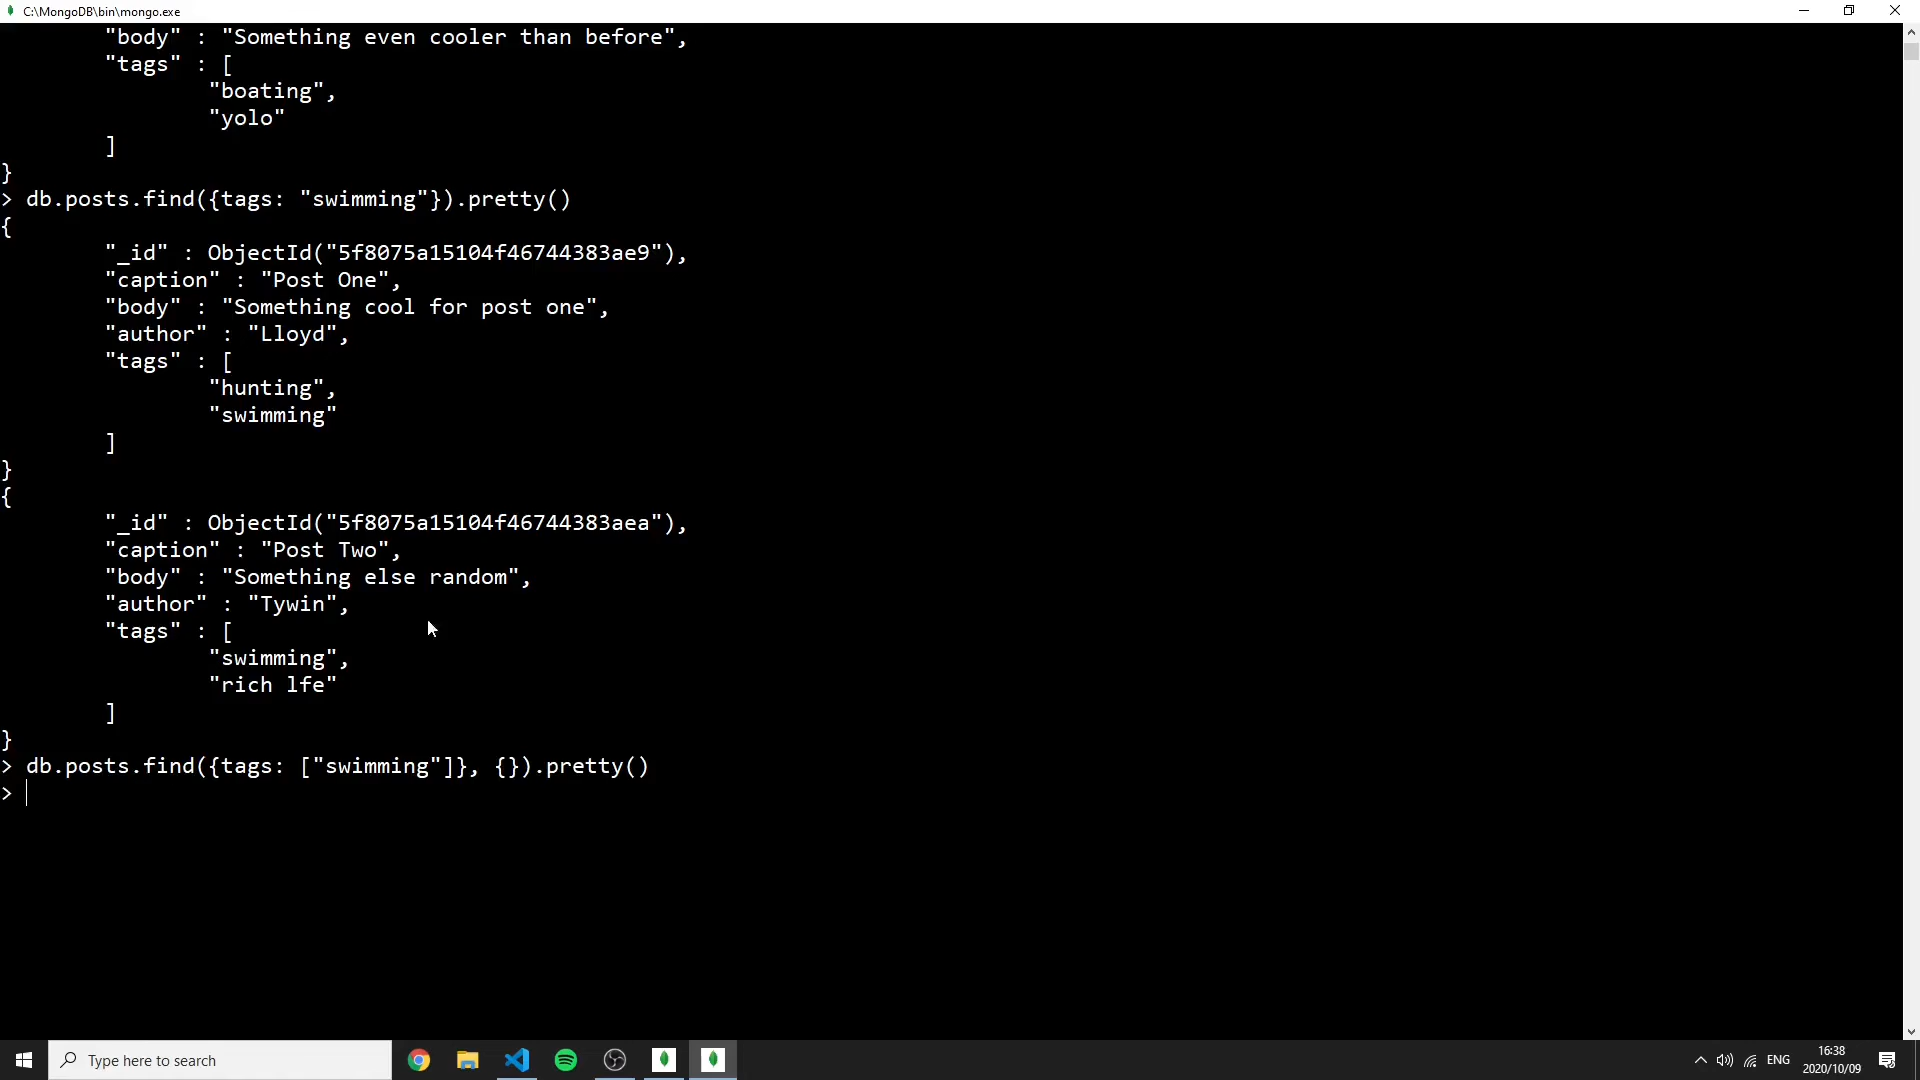 C:\MongoDB\bin\mongo.exe
"body" : "Something even cooler than before",
"tags" : [
"boating",
"yolo"
]
}
> db.posts.find({tags: "swimming"}).pretty()
{
"_id" : ObjectId("5f8075a15104f46744383ae9"),
"caption" : "Post One",
"body" : "Something cool for post one",
"author" : "Lloyd",
"tags" : [
"hunting",
"swimming"
]
}
{
"_id" : ObjectId("5f8075a15104f46744383aea"),
"caption" : "Post Two",
"body" : "Something else random",
"author" : "Tywin",
"tags" : [
"swimming",
"rich lfe"
]
}
> db.posts.find({tags: ["swimming"]}, {}).pretty()
>
Type here to search
ENG
16:38
2020/10/09